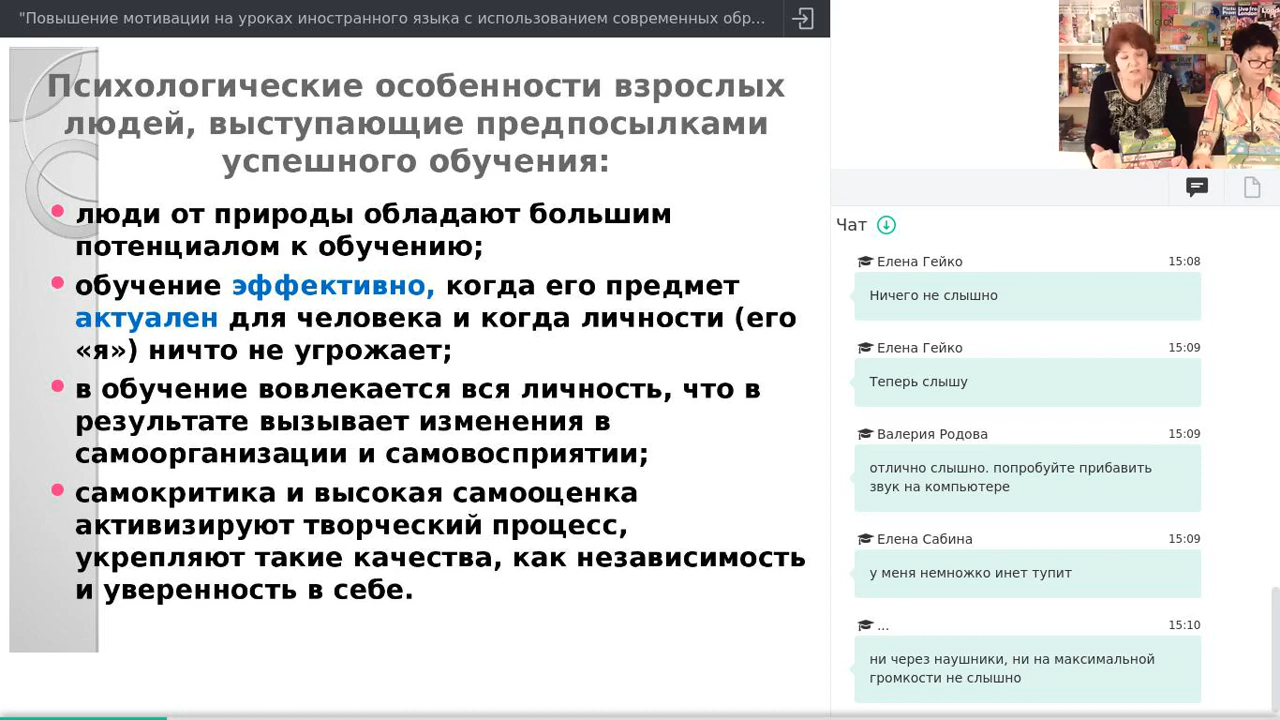 "Повышение мотивации на уроках иностранного языка с использованием современных обр...
Психологические особенности взрослых
людей, выступающие предпосылками
успешного обучения:
люди от природы обладают большим
потенциалом к обучению;
обучение эффективно, когда его предмет
актуален для человека и когда личности (его
«я») ничто не угрожает;
в обучение вовлекается вся личность, что в
результате вызывает изменения в
самоорганизации и самовосприятии;
самокритика и высокая самооценка
активизируют творческий процесс,
укрепляют такие качества, как независимость
и уверенность в себе.
Чат
Елена Гейко 15:08
Ничего не слышно
Елена Гейко 15:09
Теперь слышу
Валерия Родова 15:09
отлично слышно. попробуйте прибавить
звук на компьютере
Елена Сабина 15:09
у меня немножко инет тупит
... 15:10
ни через наушники, ни на максимальной
громкости не слышно